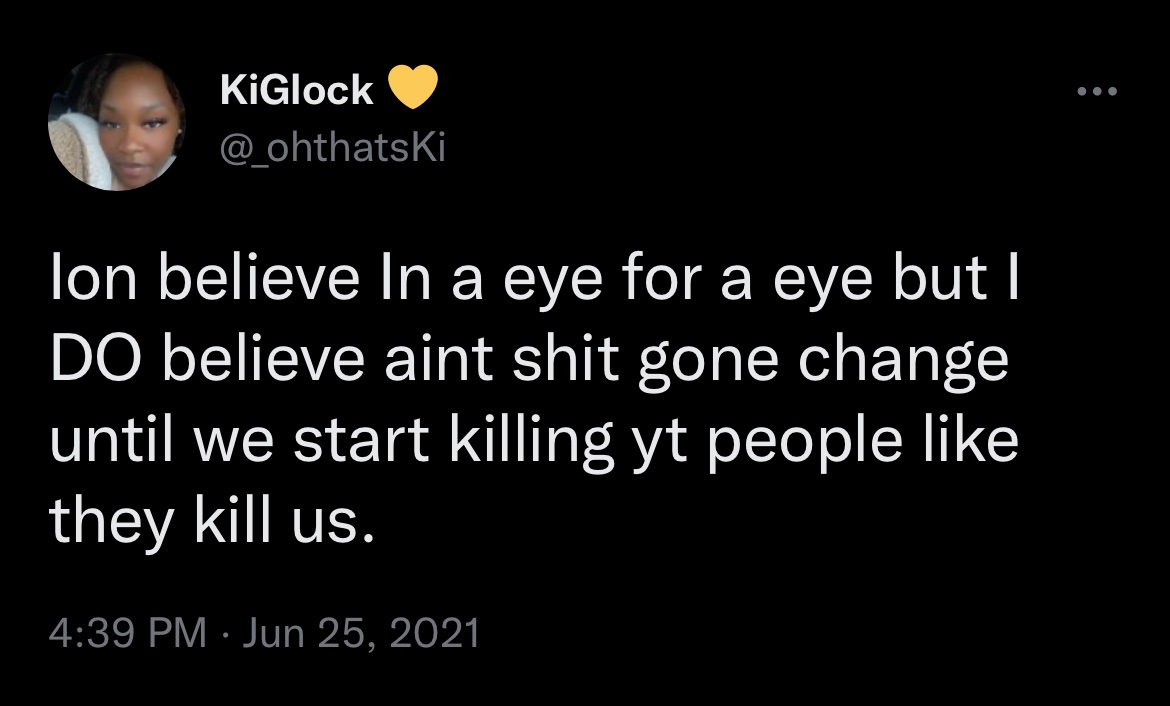 KiGlock 💛
@_ohthatsKi
Ion believe In a eye for a eye but I
DO believe aint shit gone change
until we start killing yt people like
they kill us.
4:39 PM · Jun 25, 2021